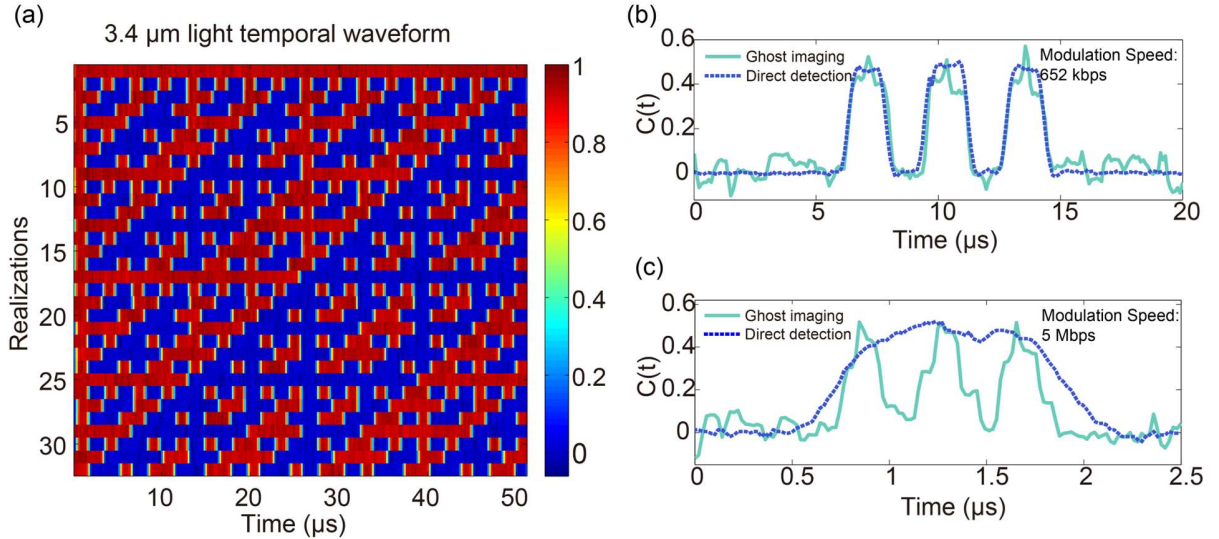 (a)
3.4 µm light temporal waveform
Realizations
5
10
15
20
25
30
10 20 30 40 50
Time (µs)
1
0.8
0.6
0.4
0.2
0
(b)
C(t)
0.6
0.4
0.2
0
Ghost imaging
Direct detection
Modulation Speed:
652 kbps
0 5 10 15 20
Time (µs)
(c)
C(t)
0.6
0.4
0.2
0
Ghost imaging
Direct detection
Modulation Speed:
5 Mbps
0 0.5 1 1.5 2 2.5
Time (µs)